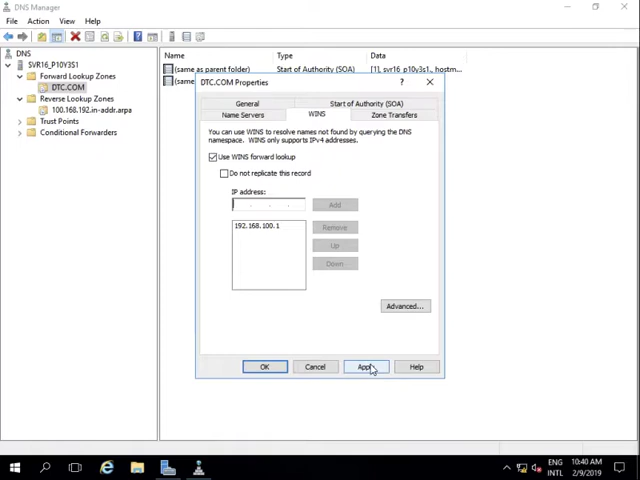 DNS Manager
File Action View Help
DNS
SVR16_P10Y3S1
Forward Lookup Zones
DTC.COM
Reverse Lookup Zones
100.168.192.in-addr.arpa
Trust Points
Conditional Forwarders
Name Type Data
(same as parent folder) Start of Authority (SOA) [1], svr16_p10y3s1., hostm...
(same
DTC.COM Properties
General Start of Authority (SOA)
Name Servers WINS Zone Transfers
You can use WINS to resolve names not found by querying the DNS
namespace. WINS only supports IPv4 addresses.
Use WINS forward lookup
Do not replicate this record
IP address:
. . .
Add
192.168.100.1
Remove
Up
Down
Advanced...
OK Cancel Apply Help
ENG 10:40 AM
INTL 2/9/2019